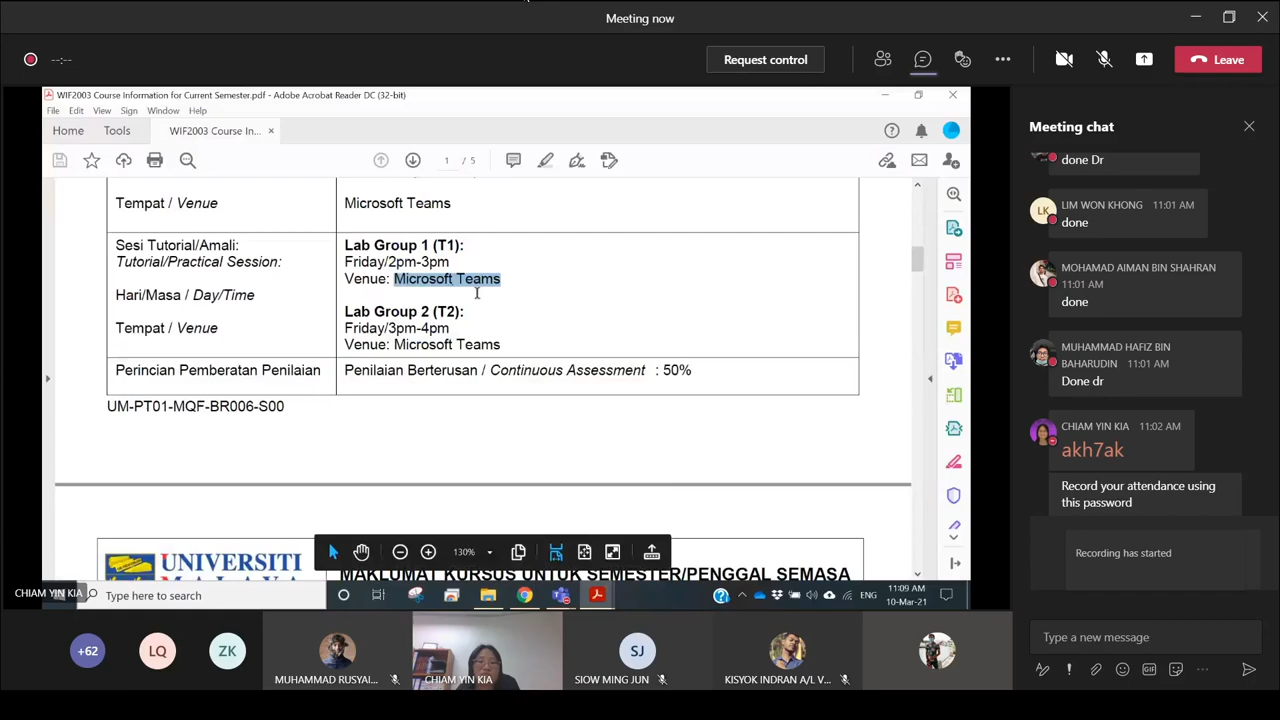 Meeting now
--:--
Request control
Leave
WIF2003 Course Information for Current Semester.pdf - Adobe Acrobat Reader DC (32-bit)
File Edit View Sign Window Help
Home Tools WIF2003 Course In... ×
1 / 5
Tempat / Venue
Microsoft Teams
Sesi Tutorial/Amali:
Tutorial/Practical Session:
Hari/Masa / Day/Time
Tempat / Venue
Lab Group 1 (T1):
Friday/2pm-3pm
Venue: Microsoft Teams
Lab Group 2 (T2):
Friday/3pm-4pm
Venue: Microsoft Teams
Perincian Pemberatan Penilaian
Penilaian Berterusan / Continuous Assessment : 50%
UM-PT01-MQF-BR006-S00
UNIVERSITI
MAKLUMAT KURSUS UNTUK SEMESTER/PENGGAL SEMASA
130%
CHIAM YIN KIA
Type here to search
ENG
11:09 AM
10-Mar-21
+62
LQ
ZK
MUHAMMAD RUSYAI...
CHIAM YIN KIA
SJ
SIOW MING JUN
KISYOK INDRAN A/L V...
Meeting chat
done Dr
LK
LIM WON KHONG 11:01 AM
done
MOHAMAD AIMAN BIN SHAHRAN
11:01 AM
done
MUHAMMAD HAFIZ BIN
BAHARUDIN 11:01 AM
Done dr
CHIAM YIN KIA 11:02 AM
akh7ak
Record your attendance using
this password
Recording has started
Type a new message
GIF